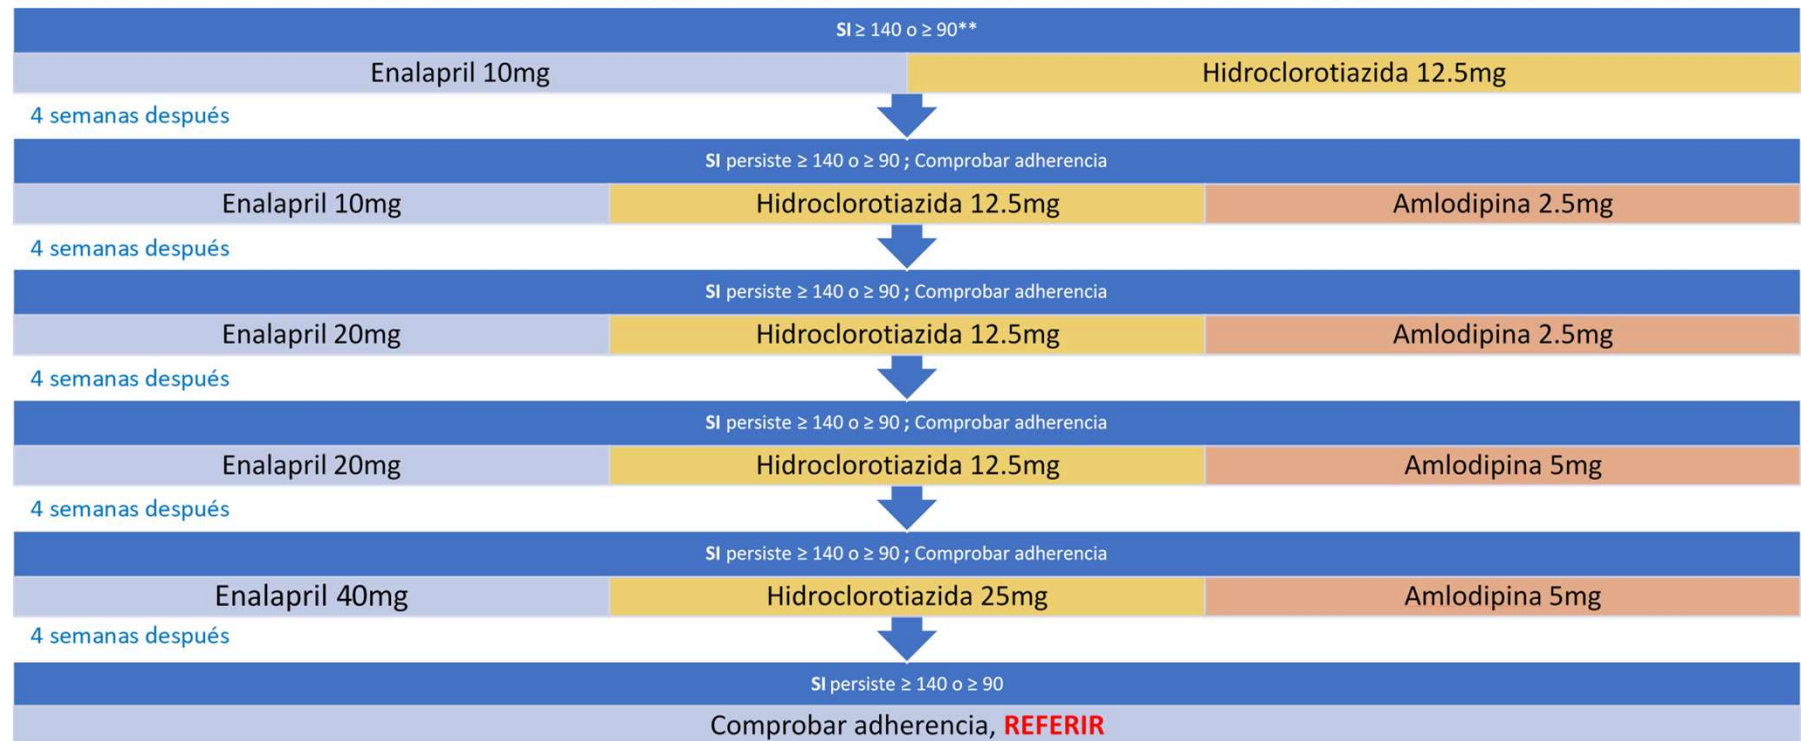 SI ≥ 140 o ≥ 90**
Enalapril 10mg Hidroclorotiazida 12.5mg
4 semanas después
SI persiste ≥ 140 o ≥ 90 ; Comprobar adherencia
Enalapril 10mg Hidroclorotiazida 12.5mg Amlodipina 2.5mg
4 semanas después
SI persiste ≥ 140 o ≥ 90 ; Comprobar adherencia
Enalapril 20mg Hidroclorotiazida 12.5mg Amlodipina 2.5mg
4 semanas después
SI persiste ≥ 140 o ≥ 90 ; Comprobar adherencia
Enalapril 20mg Hidroclorotiazida 12.5mg Amlodipina 5mg
4 semanas después
SI persiste ≥ 140 o ≥ 90 ; Comprobar adherencia
Enalapril 40mg Hidroclorotiazida 25mg Amlodipina 5mg
4 semanas después
SI persiste ≥ 140 o ≥ 90
Comprobar adherencia, REFERIR